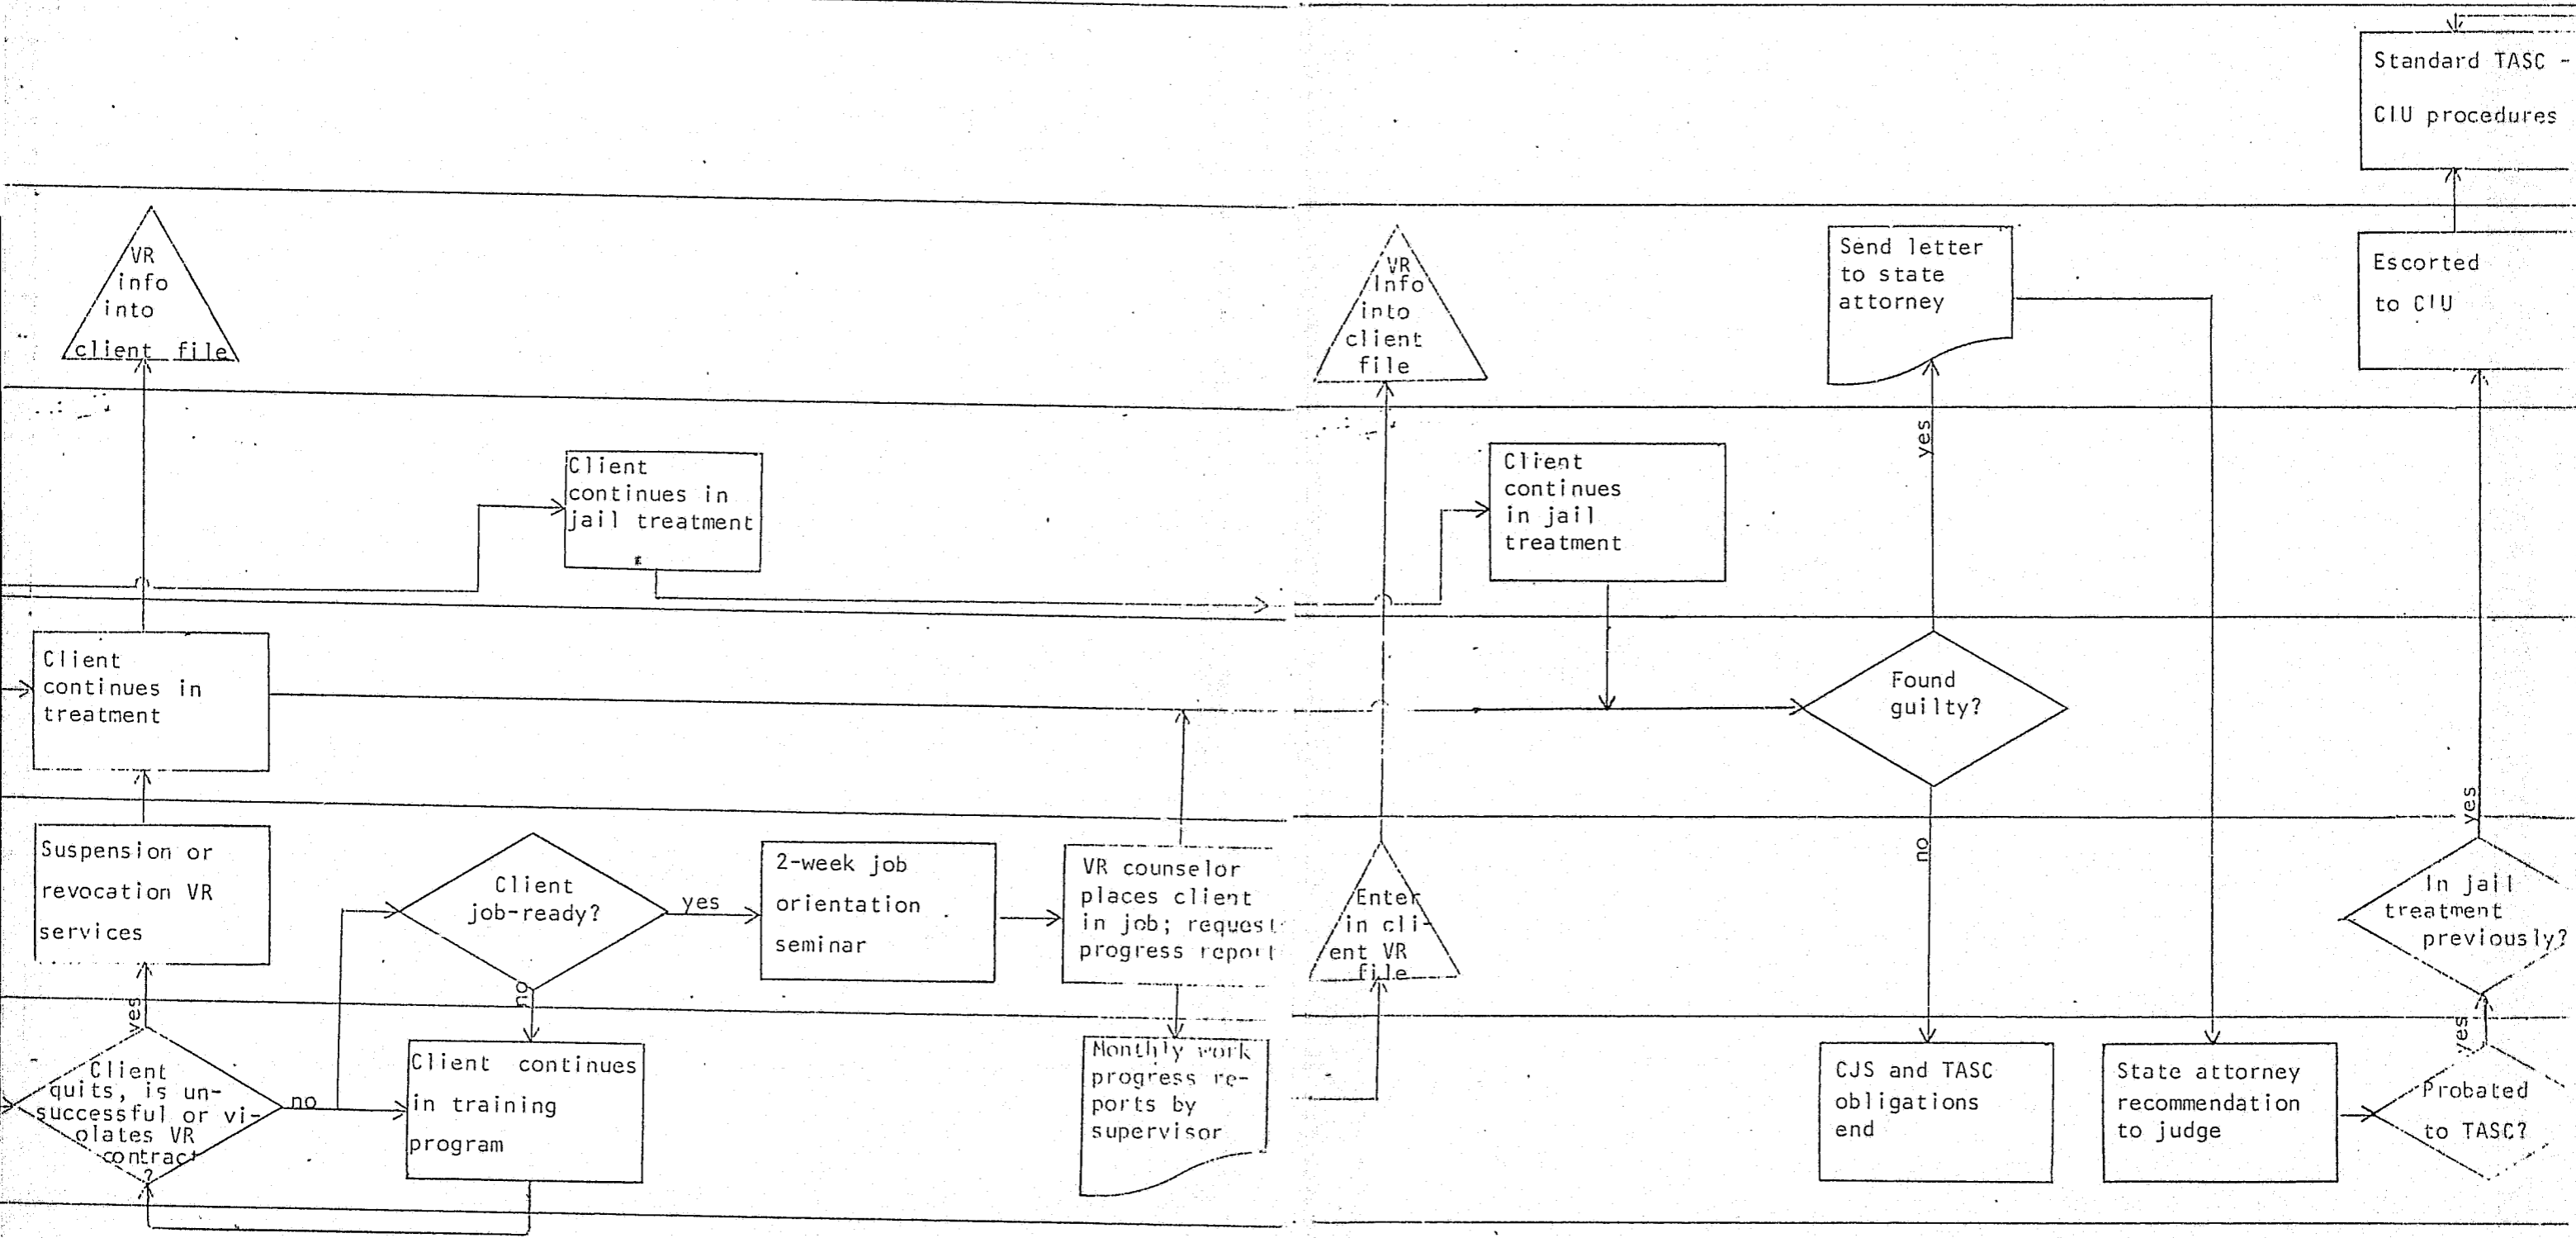 VR
info
into
client file
Client
continues in
jail treatment
Client
continues in
treatment
Suspension or
revocation VR
services
yes
Client
quits, is un-
successful or vi-
olates VR
contract
?
no
Client
job-ready?
yes
no
Client continues
in training
program
2-week job
orientation
seminar
VR counselor
places client
in job; request
progress report
Monthly work
progress re-
ports by
supervisor
VR
Info
into
client
file
Enter
in cli-
ent VR
file
Client
continues
in jail
treatment
Send letter
to state
attorney
yes
Found
guilty?
no
CJS and TASC
obligations
end
State attorney
recommendation
to judge
Standard TASC -
CIU procedures
Escorted
to CIU
yes
In jail
treatment
previously?
yes
Probated
to TASC?